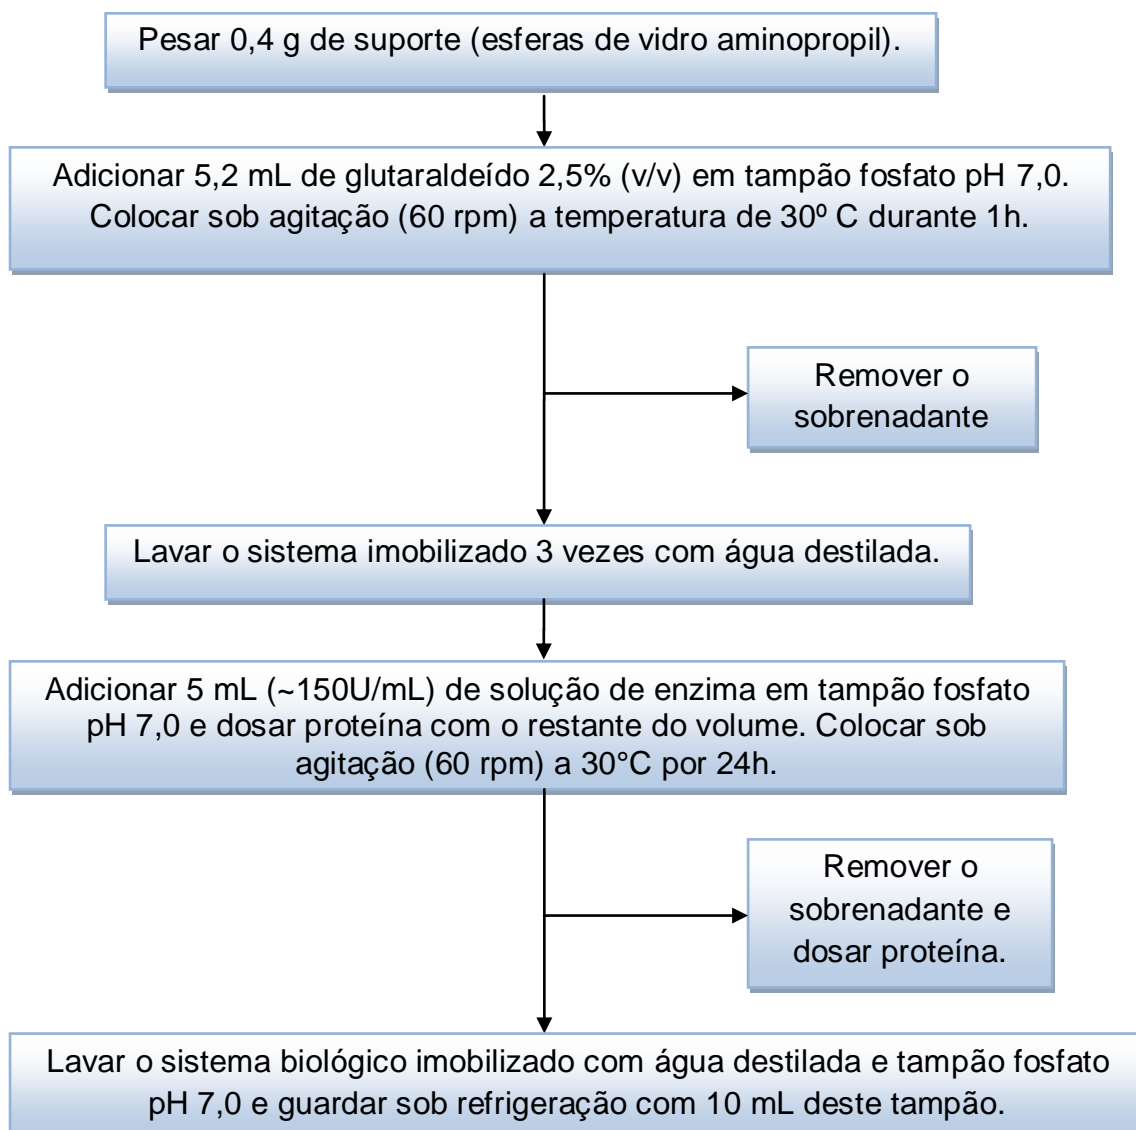 Pesar 0,4 g de suporte (esferas de vidro aminopropil).
Adicionar 5,2 mL de glutaraldeído 2,5% (v/v) em tampão fosfato pH 7,0.
Colocar sob agitação (60 rpm) a temperatura de 30º C durante 1h.
Remover o
sobrenadante
Lavar o sistema imobilizado 3 vezes com água destilada.
Adicionar 5 mL (~150U/mL) de solução de enzima em tampão fosfato
pH 7,0 e dosar proteína com o restante do volume. Colocar sob
agitação (60 rpm) a 30°C por 24h.
Remover o
sobrenadante e
dosar proteína.
Lavar o sistema biológico imobilizado com água destilada e tampão fosfato
pH 7,0 e guardar sob refrigeração com 10 mL deste tampão.